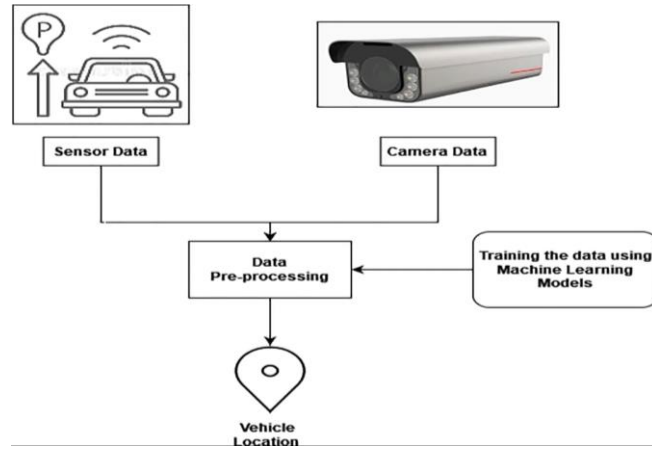 P
Sensor Data
Camera Data
Data
Pre-processing
Training the data using
Machine Learning
Models
Vehicle
Location